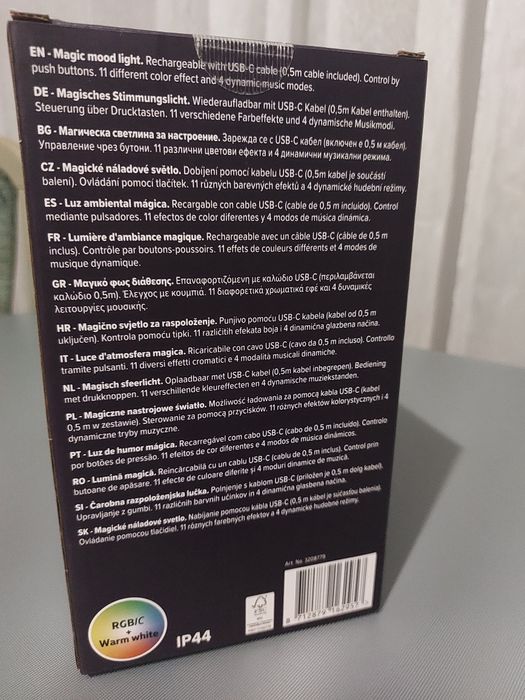 EN - Magic mood light. Rechargeable with USB-C cable (0,5m cable included). Control by
push buttons. 11 different color effect and 4 dynamic music modes.
DE - Magisches Stimmungslicht. Wiederaufladbar mit USB-C Kabel (0,5m Kabel enthalten).
Steuerung über Drucktasten. 11 verschiedene Farbeffekte und 4 dynamische Musikmodi.
BG - Магическа светлина за настроение. Зарежда се с USB-C кабел (включен е 0,5 м кабел).
Управление чрез бутони. 11 различни цветови ефекта и 4 динамични музикални режима.
CZ - Magické náladové světlo. Dobíjení pomocí kabelu USB-C (0,5m kabel je součástí
balení). Ovládání pomocí tlačítek. 11 různých barevných efektů a 4 dynamické hudební režimy.
ES - Luz ambiental mágica. Recargable con cable USB-C (cable de 0,5 m incluido). Control
mediante pulsadores. 11 efectos de color diferentes y 4 modos de música dinámica.
FR - Lumière d'ambiance magique. Rechargeable avec un câble USB-C (câble de 0,5 m
inclus). Contrôle par boutons-poussoirs. 11 effets de couleurs différents et 4 modes de
musique dynamique.
GR - Μαγικό φως διάθεσης. Επαναφορτιζόμενη με καλώδιο USB-C (περιλαμβάνεται
καλώδιο 0,5m). Έλεγχος με κουμπιά. 11 διαφορετικά χρωματικά εφέ και 4 δυναμικές
λειτουργίες μουσικής.
HR - Magično svjetlo za raspoloženje. Punjivo pomoću USB-C kabela (kabel od 0,5 m
uključen). Kontrola pomoću tipki. 11 različitih efekata boja i 4 dinamična glazbena načina.
IT - Luce d'atmosfera magica. Ricaricabile con cavo USB-C (cavo da 0,5 m incluso). Controllo
tramite pulsanti. 11 diversi effetti cromatici e 4 modalità musicali dinamiche.
NL - Magisch sfeerlicht. Oplaadbaar met USB-C kabel (0,5m kabel inbegrepen). Bediening
met drukknoppen. 11 verschillende kleureffecten en 4 dynamische muziekstanden.
PL - Magiczne nastrojowe światło. Możliwość ładowania za pomocą kabla USB-C (kabel
0,5 m w zestawie). Sterowanie za pomocą przycisków. 11 różnych efektów kolorystycznych i 4
dynamiczne tryby muzyczne.
PT - Luz de humor mágica. Recarregável com cabo USB-C (cabo de 0,5 m incluído). Controlo
por botões de pressão. 11 efeitos de cor diferentes e 4 modos de música dinâmicos.
RO - Lumină magică. Reîncărcabilă cu un cablu USB-C (cablu de 0,5 m inclus). Control prin
butoane de apăsare. 11 efecte de culoare diferite și 4 moduri dinamice de muzică.
SI - Čarobna razpoloženjska lučka. Polnjenje s kablom USB-C (priložen je 0,5 m dolg kabel).
Upravljanje z gumbi. 11 različnih barvnih učinkov in 4 dinamična glasbena načina.
SK - Magické náladové svetlo. Nabíjanie pomocou kábla USB-C (0,5 m kábel je súčasťou balenia).
Ovládanie pomocou tlačidiel. 11 rôznych farebných efektov a 4 dynamické hudobné režimy.
Art. No. 3208779
RGBIC
+
Warm white
IP44
FSC